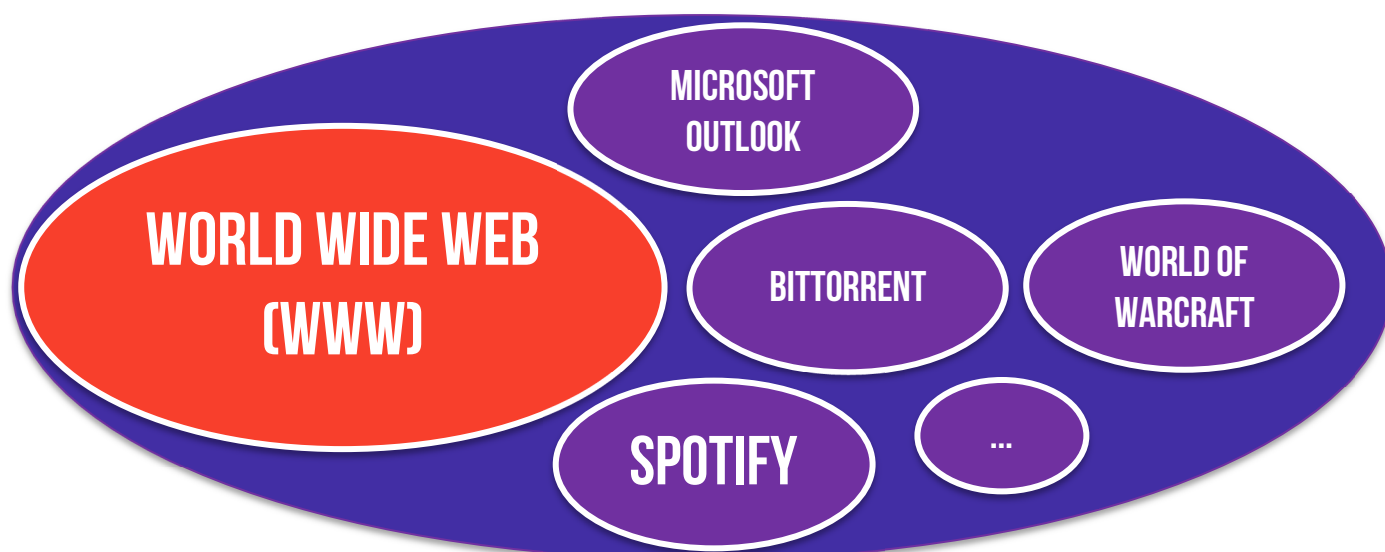 MICROSOFT
OUTLOOK
WORLD WIDE WEB
(WWW)
BITTORRENT
WORLD OF
WARCRAFT
SPOTIFY
...